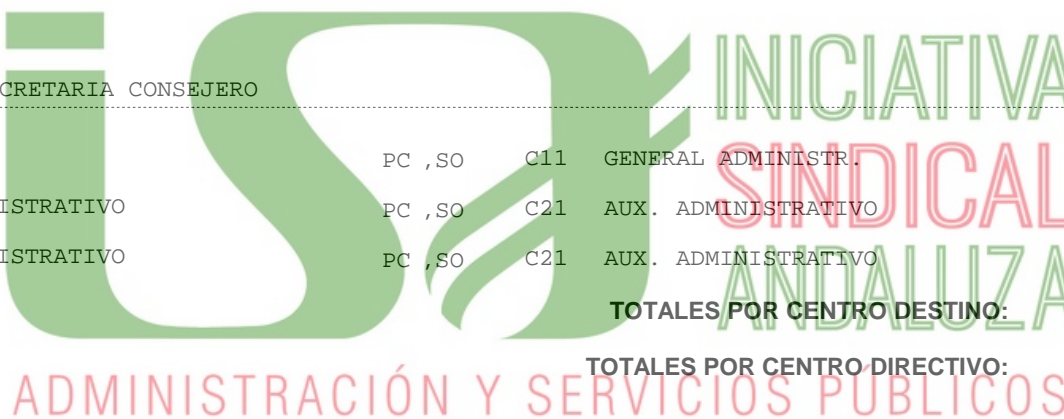 isa
INICIATIVA
CRETARIA CONSEJERO
PC ,SO C11 GENERAL ADMINISTR.
SINDICAL
ISTRATIVO PC ,SO C21 AUX. ADMINISTRATIVO
ISTRATIVO PC ,SO C21 AUX. ADMINISTRATIVO
ANDALUZA
TOTALES POR CENTRO DESTINO:
TOTALES POR CENTRO DIRECTIVO:
ADMINISTRACIÓN Y SERVICIOS PÚBLICOS